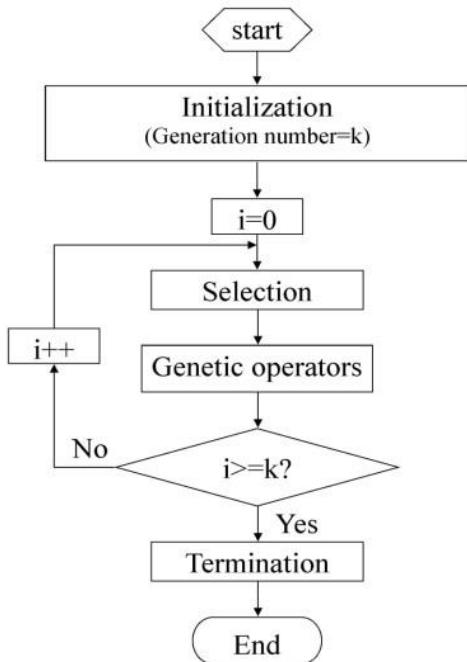 start
Initialization
(Generation number=k)
i=0
Selection
i++
Genetic operators
No
i>=k?
Yes
Termination
End